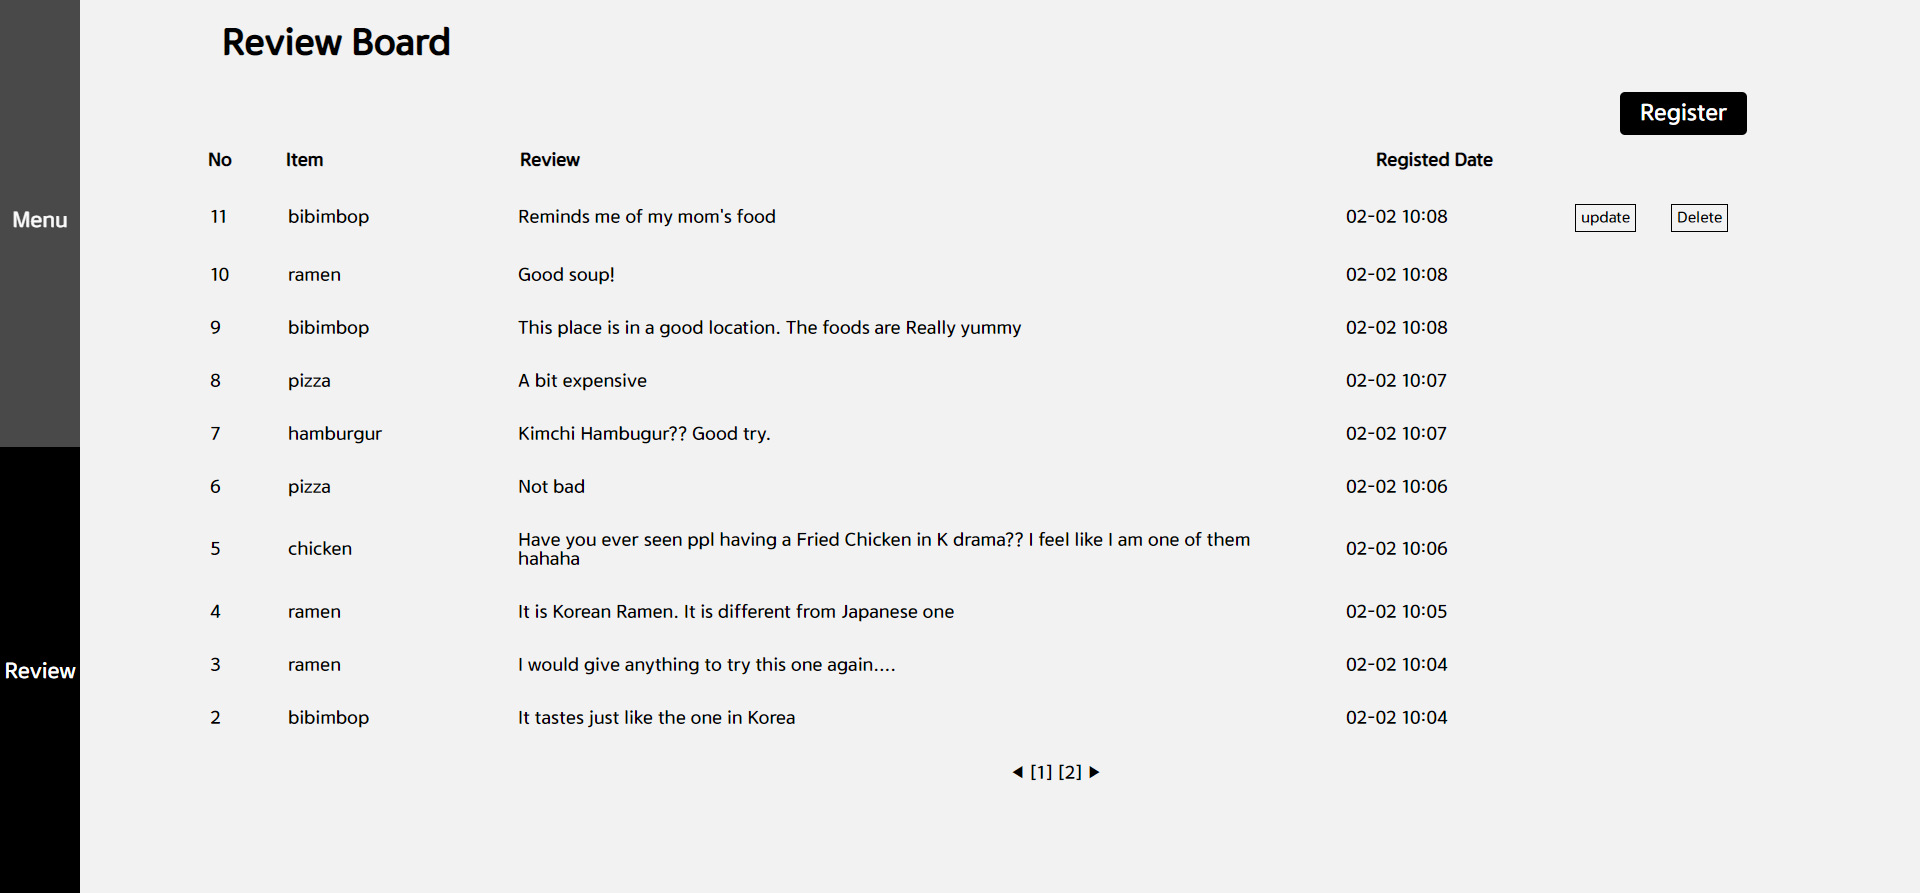 Review Board
Register
No Item Review Registed Date
Menu
11 bibimbop Reminds me of my mom's food 02-02 10:08 update Delete
10 ramen Good soup! 02-02 10:08
9 bibimbop This place is in a good location. The foods are Really yummy 02-02 10:08
8 pizza A bit expensive 02-02 10:07
7 hamburgur Kimchi Hambugur?? Good try. 02-02 10:07
6 pizza Not bad 02-02 10:06
5 chicken Have you ever seen ppl having a Fried Chicken in K drama?? I feel like I am one of them
hahaha 02-02 10:06
4 ramen It is Korean Ramen. It is different from Japanese one 02-02 10:05
3 ramen I would give anything to try this one again.... 02-02 10:04
Review
2 bibimbop It tastes just like the one in Korea 02-02 10:04
◀ [1] [2] ▶